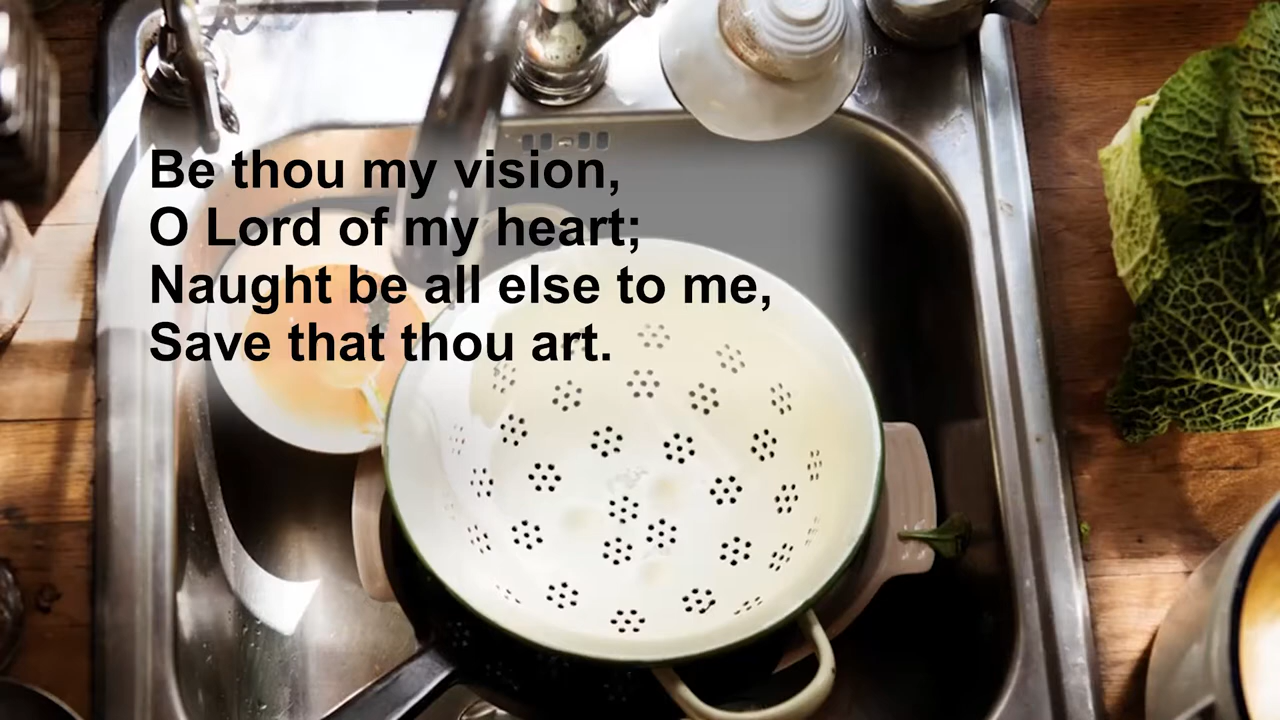 Be thou my vision,
O Lord of my heart;
Naught be all else to me,
Save that thou art.